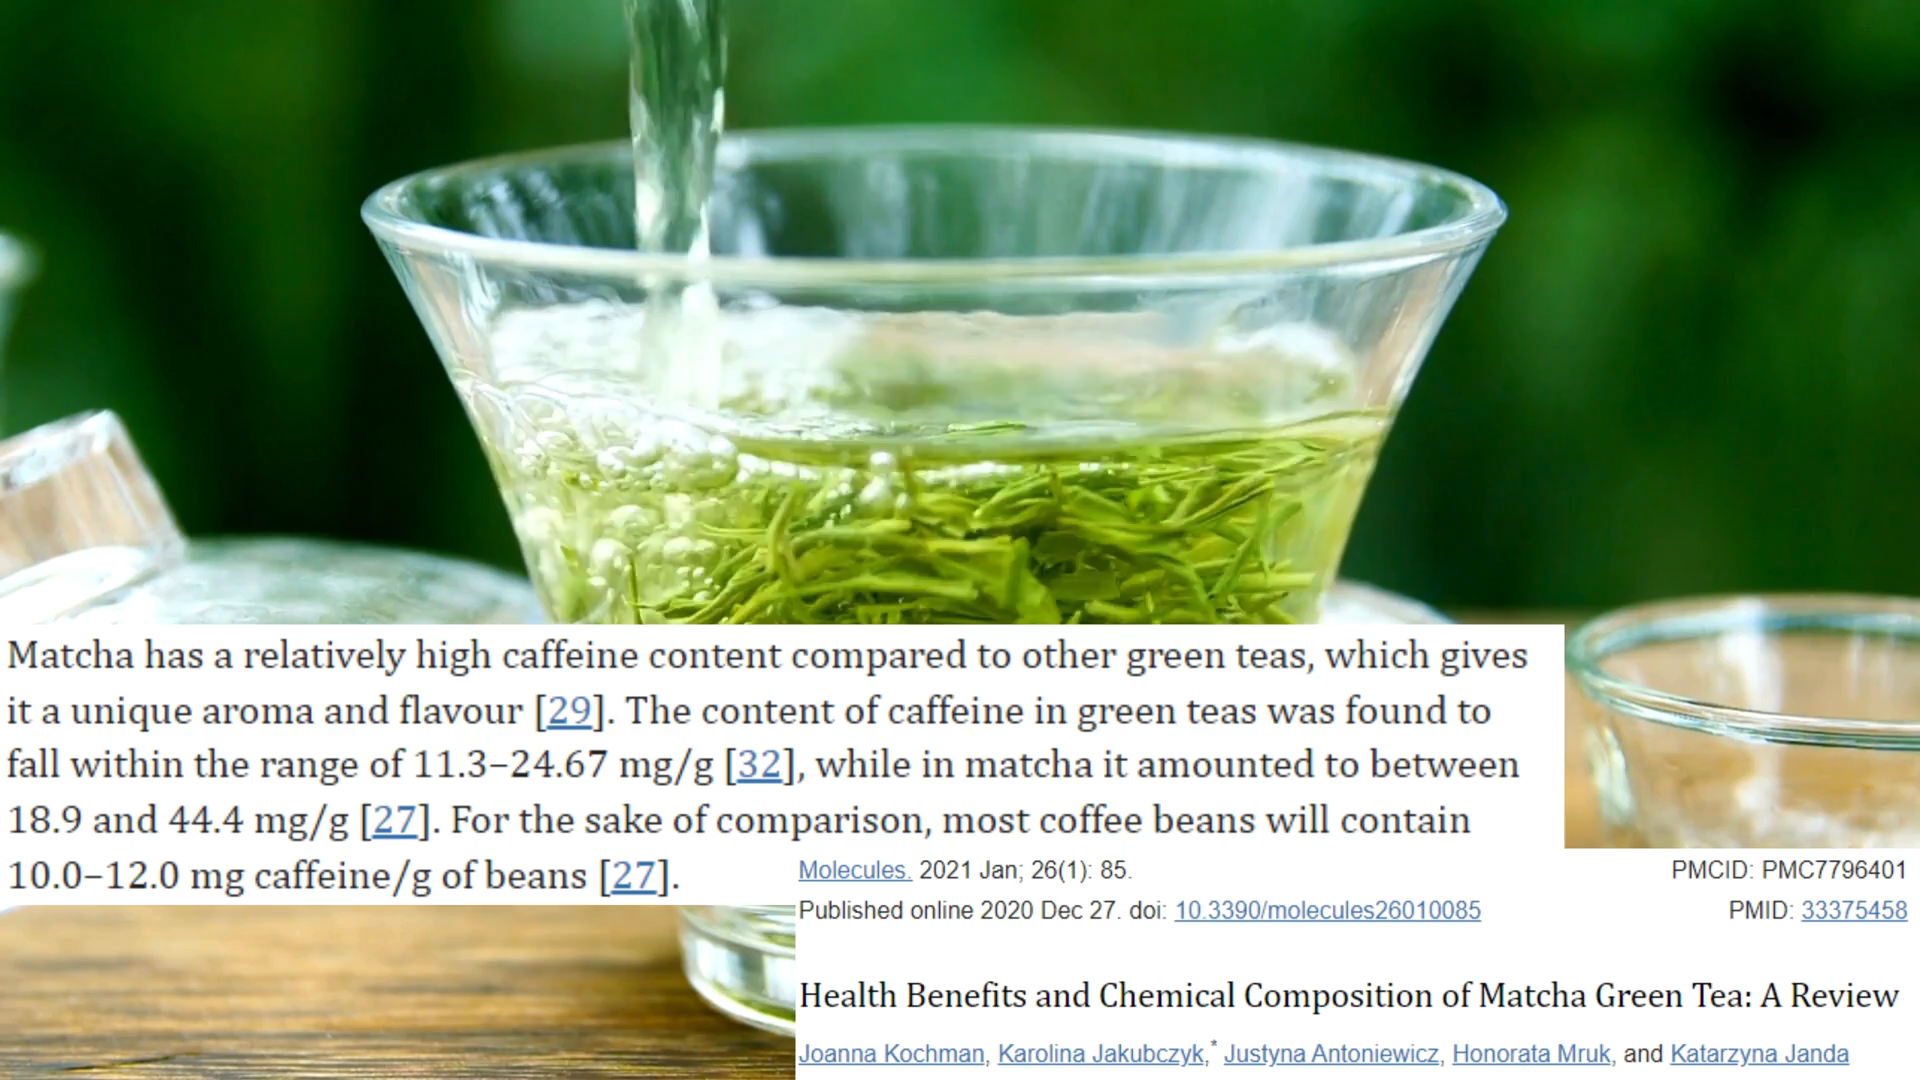 Matcha has a relatively high caffeine content compared to other green teas, which gives
it a unique aroma and flavour [29]. The content of caffeine in green teas was found to
fall within the range of 11.3–24.67 mg/g [32], while in matcha it amounted to between
18.9 and 44.4 mg/g [27]. For the sake of comparison, most coffee beans will contain
10.0–12.0 mg caffeine/g of beans [27].
Molecules. 2021 Jan; 26(1): 85.
PMCID: PMC7796401
Published online 2020 Dec 27. doi: 10.3390/molecules26010085
PMID: 33375458
Health Benefits and Chemical Composition of Matcha Green Tea: A Review
Joanna Kochman, Karolina Jakubczyk,* Justyna Antoniewicz, Honorata Mruk, and Katarzyna Janda